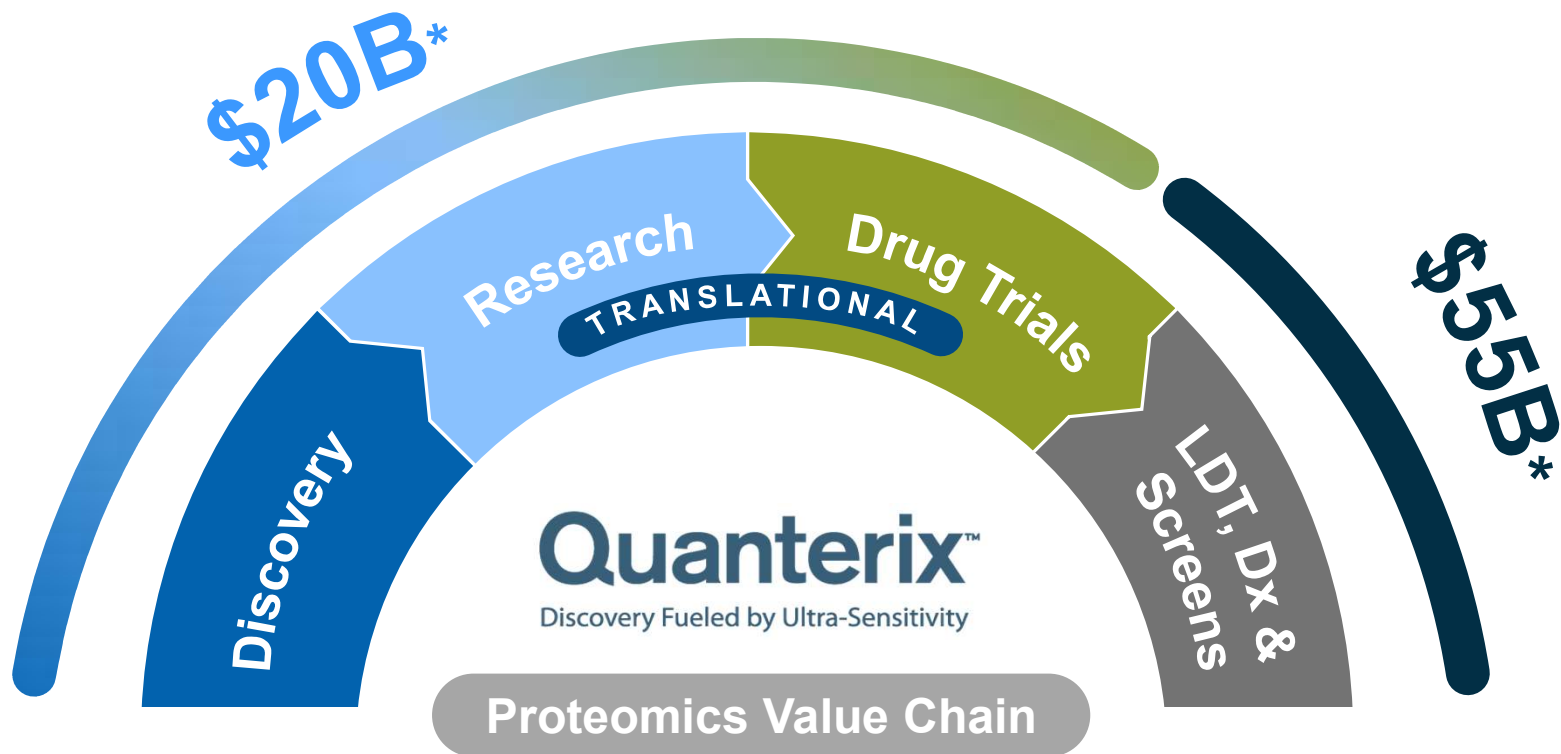 $20B*
$55B*
Discovery
Research
Drug Trials
TRANSLATIONAL
LDT, Dx &
Screens
Quanterix™
Discovery Fueled by Ultra-Sensitivity
Proteomics Value Chain